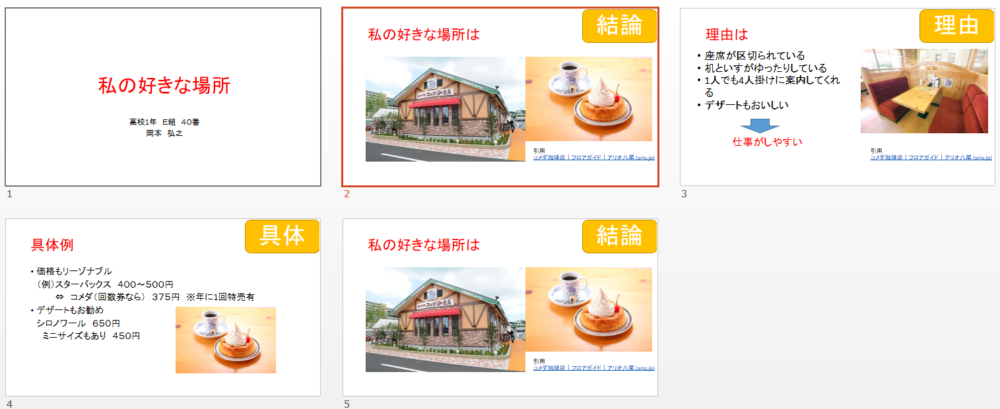 私の好きな場所
高校1年　E組　40番
岡本　弘之
1
結論
私の好きな場所は
引用
コメダ珈琲店 | フロアガイド | アリオ八尾 (ario.jp)
2
理由
理由は
• 座席が区切られている
• 机といすがゆったりしている
• 1人でも4人掛けに案内してくれ
る
• デザートもおいしい
仕事がしやすい
引用
コメダ珈琲店 | フロアガイド | アリオ八尾 (ario.jp)
3
具体
具体例
• 価格もリーゾナブル
（例）スターバックス　400～500円
⇔　コメダ（回数券なら）　375円　※年に1回特売有
• デザートもお勧め
シロノワール　650円
ミニサイズもあり　450円
4
結論
私の好きな場所は
引用
コメダ珈琲店 | フロアガイド | アリオ八尾 (ario.jp)
5